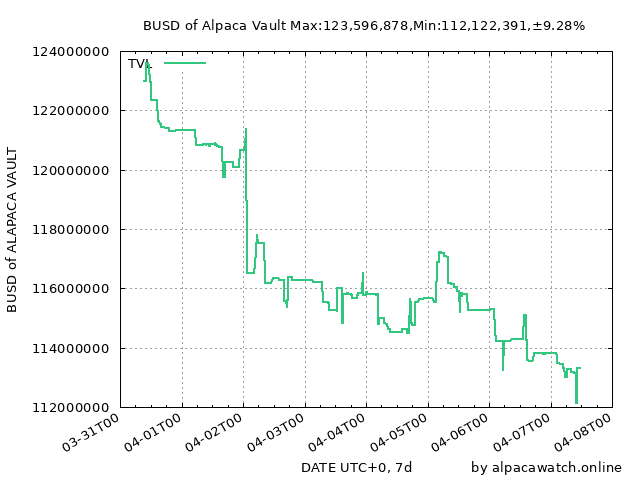 BUSD of Alpaca Vault Max:123,596,878,Min:112,122,391,±9.28%
TVL
124000000
122000000
120000000
118000000
116000000
114000000
112000000
BUSD of ALAPACA VAULT
03-31T00
04-01T00
04-02T00
04-03T00
04-04T00
04-05T00
04-06T00
04-07T00
04-08T00
DATE UTC+0, 7d
by alpacawatch.online